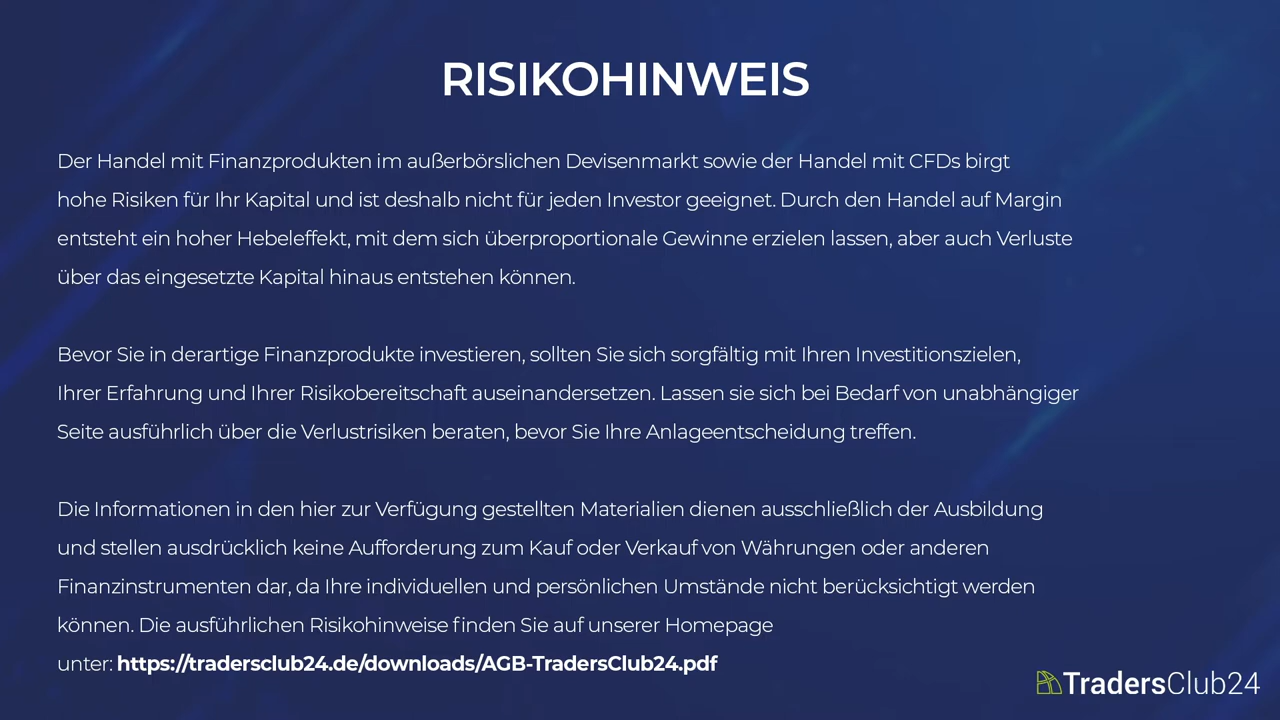 RISIKOHINWEIS
Der Handel mit Finanzprodukten im außerbörslichen Devisenmarkt sowie der Handel mit CFDs birgt
hohe Risiken für Ihr Kapital und ist deshalb nicht für jeden Investor geeignet. Durch den Handel auf Margin
entsteht ein hoher Hebeleffekt, mit dem sich überproportionale Gewinne erzielen lassen, aber auch Verluste
über das eingesetzte Kapital hinaus entstehen können.
Bevor Sie in derartige Finanzprodukte investieren, sollten Sie sich sorgfältig mit Ihren Investitionszielen,
Ihrer Erfahrung und Ihrer Risikobereitschaft auseinandersetzen. Lassen sie sich bei Bedarf von unabhängiger
Seite ausführlich über die Verlustrisiken beraten, bevor Sie Ihre Anlageentscheidung treffen.
Die Informationen in den hier zur Verfügung gestellten Materialien dienen ausschließlich der Ausbildung
und stellen ausdrücklich keine Aufforderung zum Kauf oder Verkauf von Währungen oder anderen
Finanzinstrumenten dar, da Ihre individuellen und persönlichen Umstände nicht berücksichtigt werden
können. Die ausführlichen Risikohinweise finden Sie auf unserer Homepage
unter: https://tradersclub24.de/downloads/AGB-TradersClub24.pdf
TradersClub24